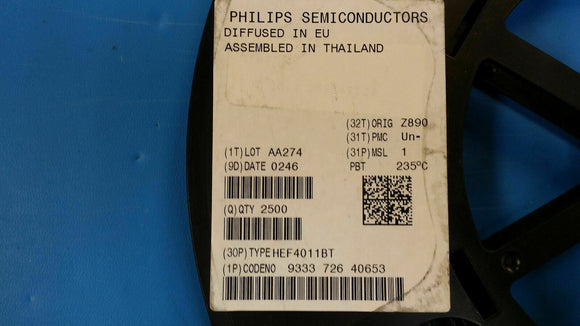 PHILIPS SEMICONDUCTORS
DIFFUSED IN EU
ASSEMBLED IN THAILAND
(32T)ORIG Z890
(31T)PMC Un-
(1T)LOT AA274 (31P)MSL 1
(9D)DATE 0246 PBT 235ºC
(Q)QTY 2500
(30P)TYPE HEF4011BT
(1P)CODENO 9333 726 40653